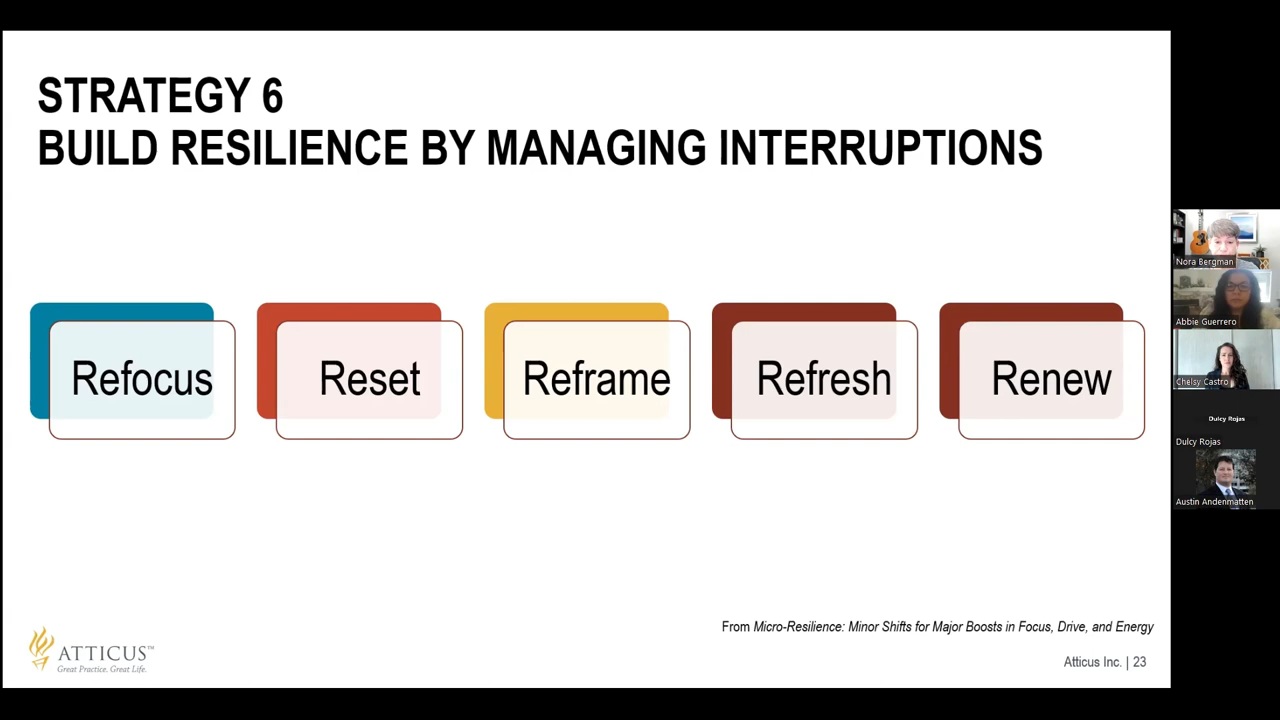 STRATEGY 6
BUILD RESILIENCE BY MANAGING INTERRUPTIONS
Refocus
Reset
Reframe
Refresh
Renew
From Micro-Resilience: Minor Shifts for Major Boosts in Focus, Drive, and Energy
ATTICUS™
Great Practice. Great Life.
Atticus Inc. | 23
Nora Bergman
Abbie Guerrero
Chelsy Castro
Dulcy Rojas
Dulcy Rojas
Austin Andenmatten